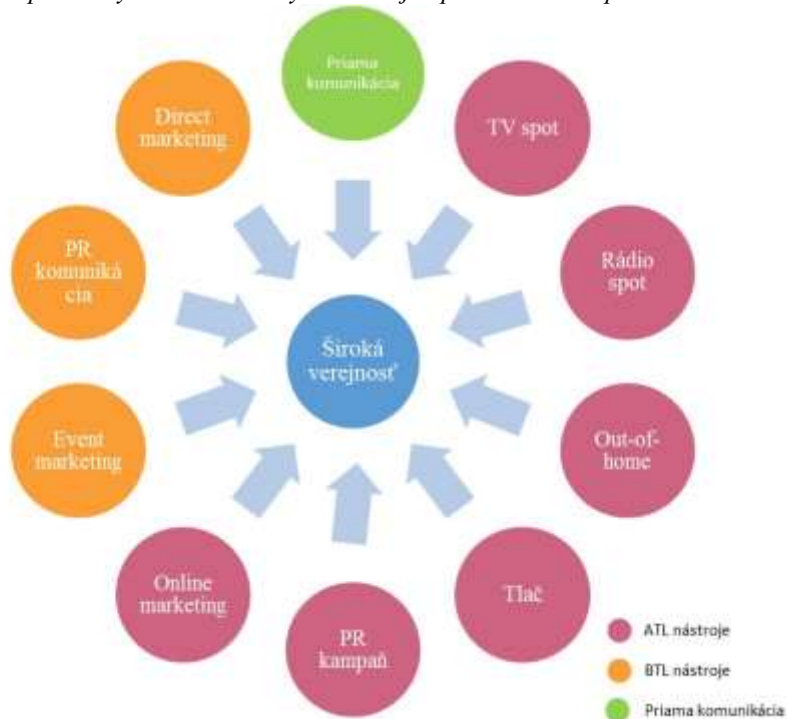 Priama
komunikácia
TV spot
Rádio
spot
Out-of-
home
Tlač
PR
kampaň
Online
marketing
Event
marketing
PR
komuniká
cia
Direct
marketing
Široká
verejnosť
ATL nástroje
BTL nástroje
Priama komunikácia